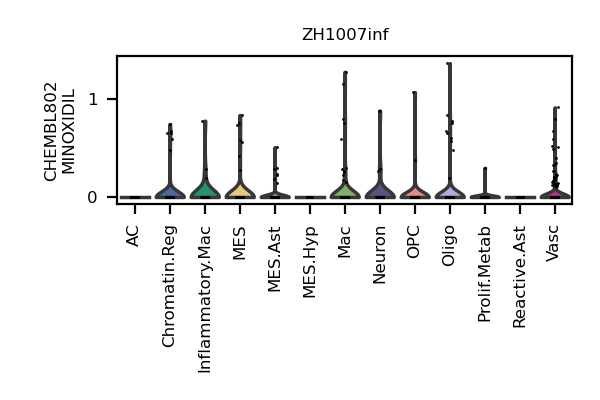 ZH1007inf
CHEMBL802
MINOXIDIL
1
0
AC
Chromatin.Reg
Inflammatory.Mac
MES
MES.Ast
MES.Hyp
Mac
Neuron
OPC
Oligo
Prolif.Metab
Reactive.Ast
Vasc